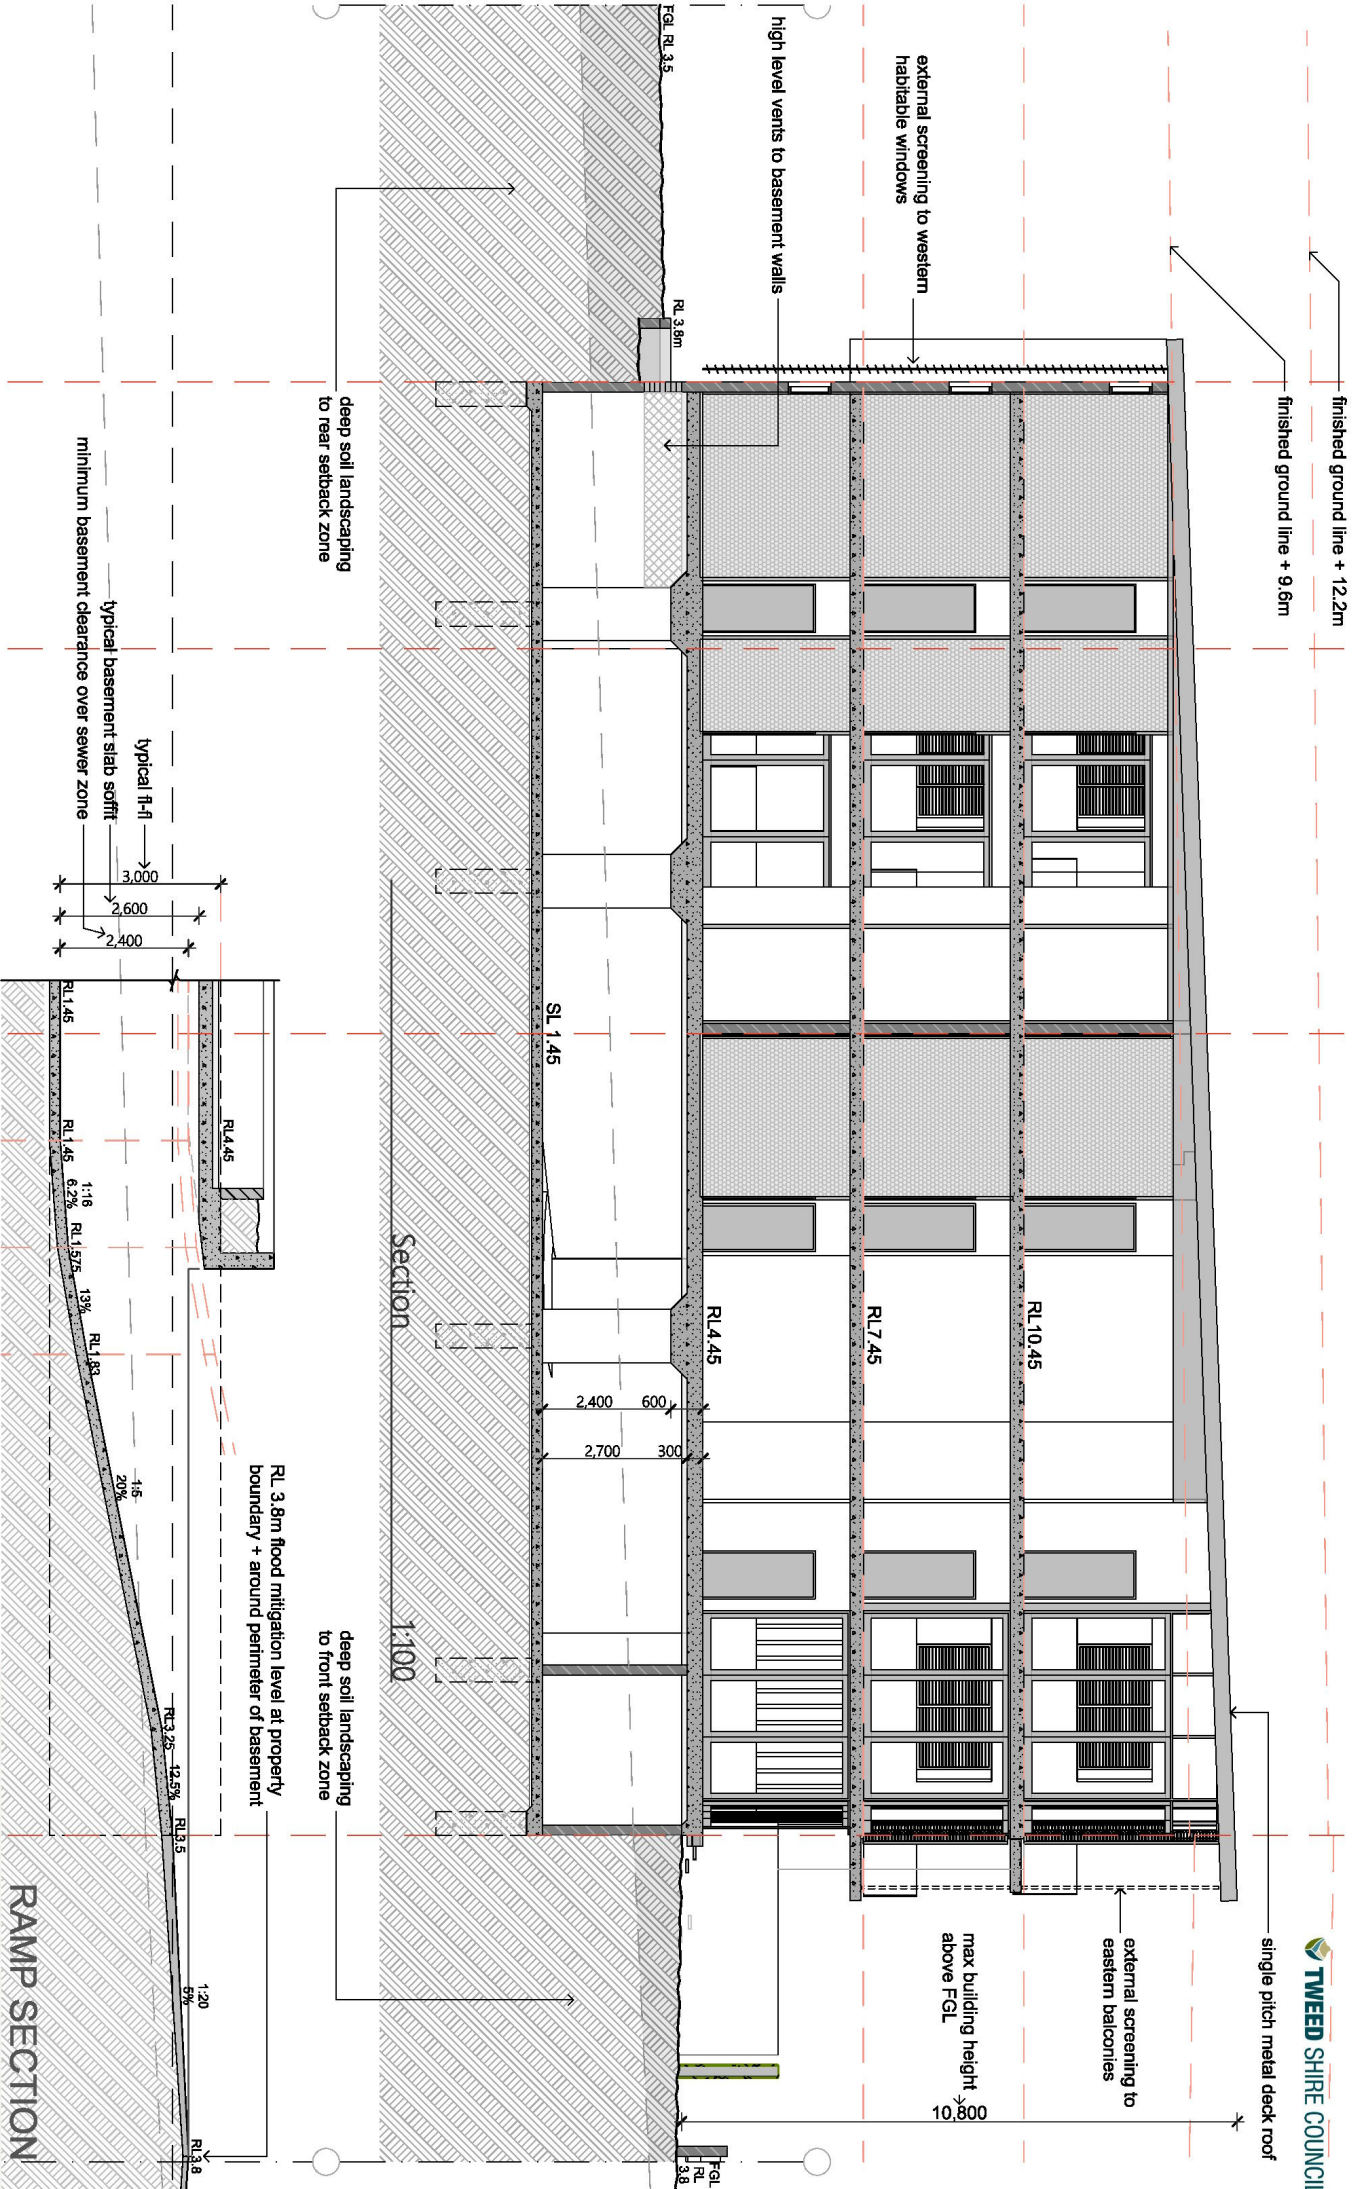 TWEED SHIRE COUNCIL
finished ground line + 12.2m
finished ground line + 9.6m
single pitch metal deck roof
external screening to western
habitable windows
external screening to
eastern balconies
high level vents to basement walls
max building height
above FGL
10,800
RL10.45
RL7.45
RL4.45
FGL RL 3.5
RL 3.8m
FGL
RL
3.8
600
2,400
300
2,700
SL 1.45
deep soil landscaping
to rear setback zone
deep soil landscaping
to front setback zone
Section
1:100
RL 3.8m flood mitigation level at property
boundary + around perimeter of basement
typical fl-fl
typical basement slab soffit
minimum basement clearance over sewer zone
3,000
2,600
2,400
RL4.45
RL1.45
RL1.45
1:16
6.2%
RL1.575
13%
RL1.83
1:5
20%
RL3.25
12.5%
RL3.5
1:20
5%
RL3.8
RAMP SECTION